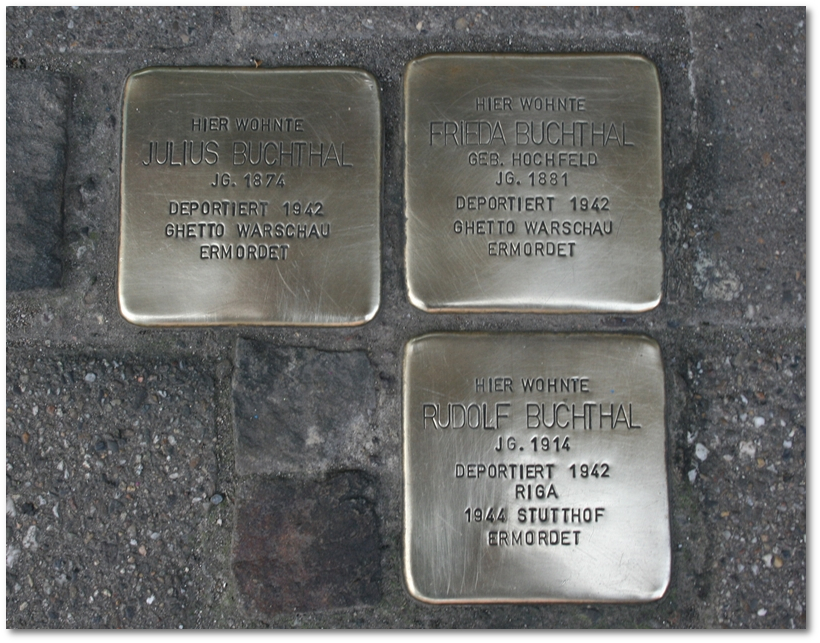 HIER WOHNTE
JULIUS BUCHTHAL
JG. 1874
DEPORTIERT 1942
GHETTO WARSCHAU
ERMORDET
HIER WOHNTE
FRIEDA BUCHTHAL
GEB. HOCHFELD
JG. 1881
DEPORTIERT 1942
GHETTO WARSCHAU
ERMORDET
HIER WOHNTE
RUDOLF BUCHTHAL
JG. 1914
DEPORTIERT 1942
RIGA
1944 STUTTHOF
ERMORDET